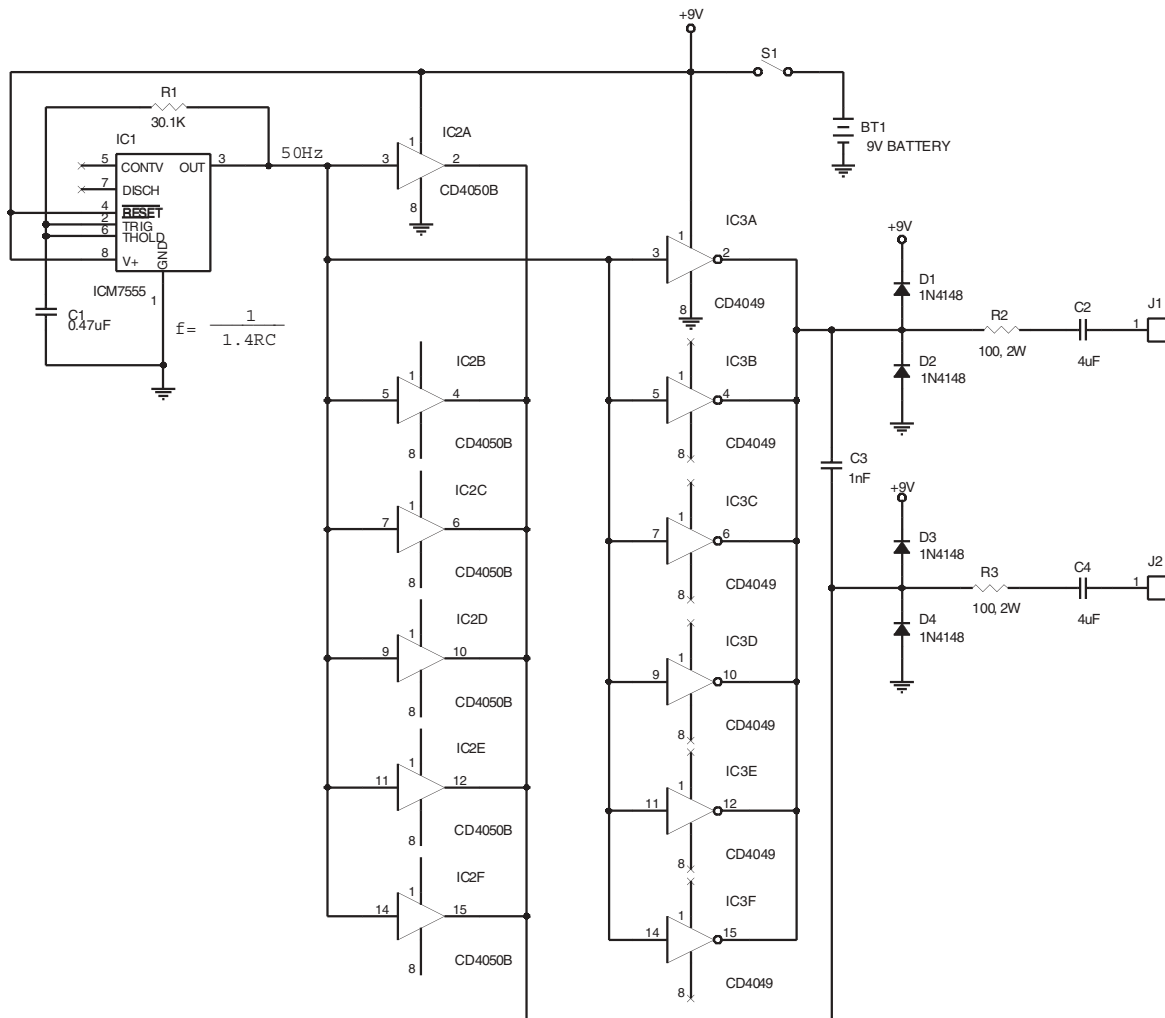 +9V
S1
R1
30.1K
IC1
5 CONTV OUT 3
7 DISCH
4 RESET
2 TRIG
6 THOLD
8 V+
GND
1
ICM7555
C1
0.47uF
f= 1
1.4RC
50Hz
IC2A
1
3 2
CD4050B
8
BT1
9V BATTERY
IC3A
1
3 2
CD4049
8
+9V
D1
1N4148
R2
100, 2W
C2
4uF
J1
1
D2
1N4148
IC2B
1
5 4
CD4050B
8
IC3B
1
5 4
CD4049
8
C3
1nF
IC2C
1
7 6
CD4050B
8
IC3C
1
7 6
CD4049
8
+9V
D3
1N4148
R3
100, 2W
C4
4uF
J2
1
D4
1N4148
IC2D
1
9 10
CD4050B
8
IC3D
1
9 10
CD4049
8
IC2E
1
11 12
CD4050B
8
IC3E
1
11 12
CD4049
8
IC2F
1
14 15
CD4050B
8
IC3F
1
14 15
CD4049
8